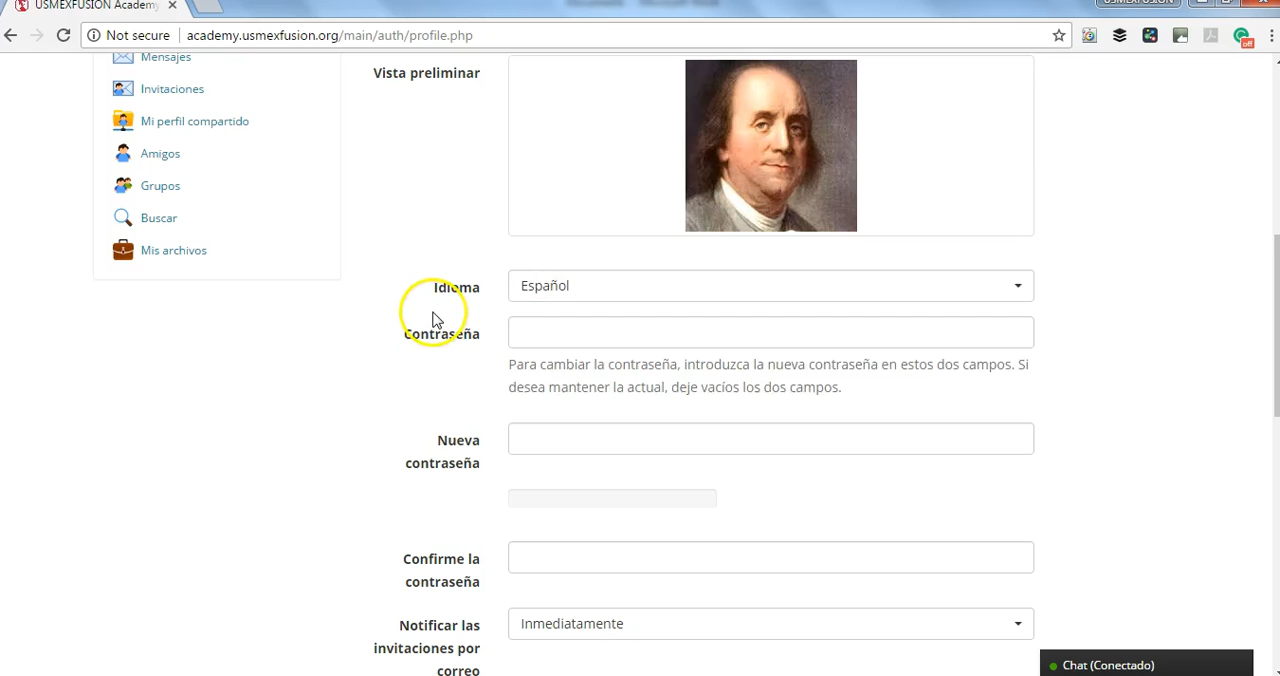 USMEXFUSION Academy
USMEXFUSION
Not secure
academy.usmexfusion.org/main/auth/profile.php
off
Mensajes
Invitaciones
Mi perfil compartido
Amigos
Grupos
Buscar
Mis archivos
Vista preliminar
Idioma
Español
Contraseña
Para cambiar la contraseña, introduzca la nueva contraseña en estos dos campos. Si
desea mantener la actual, deje vacíos los dos campos.
Nueva
contraseña
Confirme la
contraseña
Notificar las
invitaciones por
correo
Inmediatamente
Chat (Conectado)